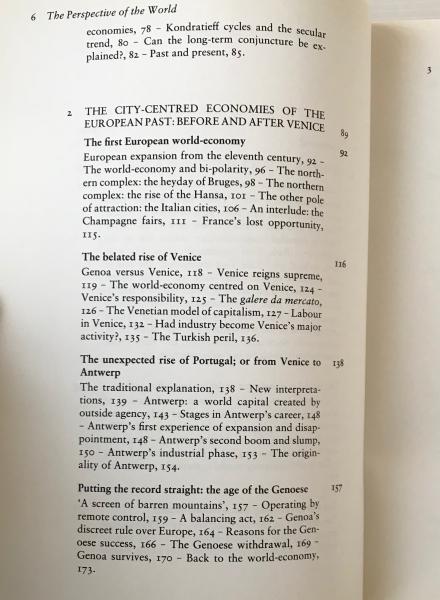 6 The Perspective of the World
economies, 78 – Kondratieff cycles and the secular
trend, 80 – Can the long-term conjuncture be ex-
plained?, 82 – Past and present, 85.
2 THE CITY-CENTRED ECONOMIES OF THE
EUROPEAN PAST: BEFORE AND AFTER VENICE 89
The first European world-economy 92
European expansion from the eleventh century, 92 –
The world-economy and bi-polarity, 96 – The north-
ern complex: the heyday of Bruges, 98 – The northern
complex: the rise of the Hansa, 101 – The other pole
of attraction: the Italian cities, 106 – An interlude: the
Champagne fairs, 111 – France's lost opportunity,
115.
The belated rise of Venice 116
Genoa versus Venice, 118 – Venice reigns supreme,
119 – The world-economy centred on Venice, 124 –
Venice's responsibility, 125 – The galere da mercato,
126 – The Venetian model of capitalism, 127 – Labour
in Venice, 132 – Had industry become Venice's major
activity?, 135 – The Turkish peril, 136.
The unexpected rise of Portugal; or from Venice to 138
Antwerp
The traditional explanation, 138 – New interpreta-
tions, 139 – Antwerp: a world capital created by
outside agency, 143 – Stages in Antwerp's career, 148
– Antwerp's first experience of expansion and disap-
pointment, 148 – Antwerp's second boom and slump,
150 – Antwerp's industrial phase, 153 – The origin-
ality of Antwerp, 154.
Putting the record straight: the age of the Genoese 157
'A screen of barren mountains', 157 – Operating by
remote control, 159 – A balancing act, 162 – Genoa's
discreet rule over Europe, 164 – Reasons for the Gen-
oese success, 166 – The Genoese withdrawal, 169 –
Genoa survives, 170 – Back to the world-economy,
173.
3